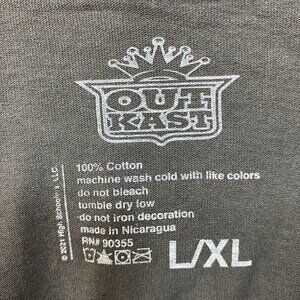 OUT
KAST
100% Cotton
machine wash cold with like colors
do not bleach
tumble dry low
do not iron decoration
made in Nicaragua
RN# 90355
L/XL
© 2021 High LLC.